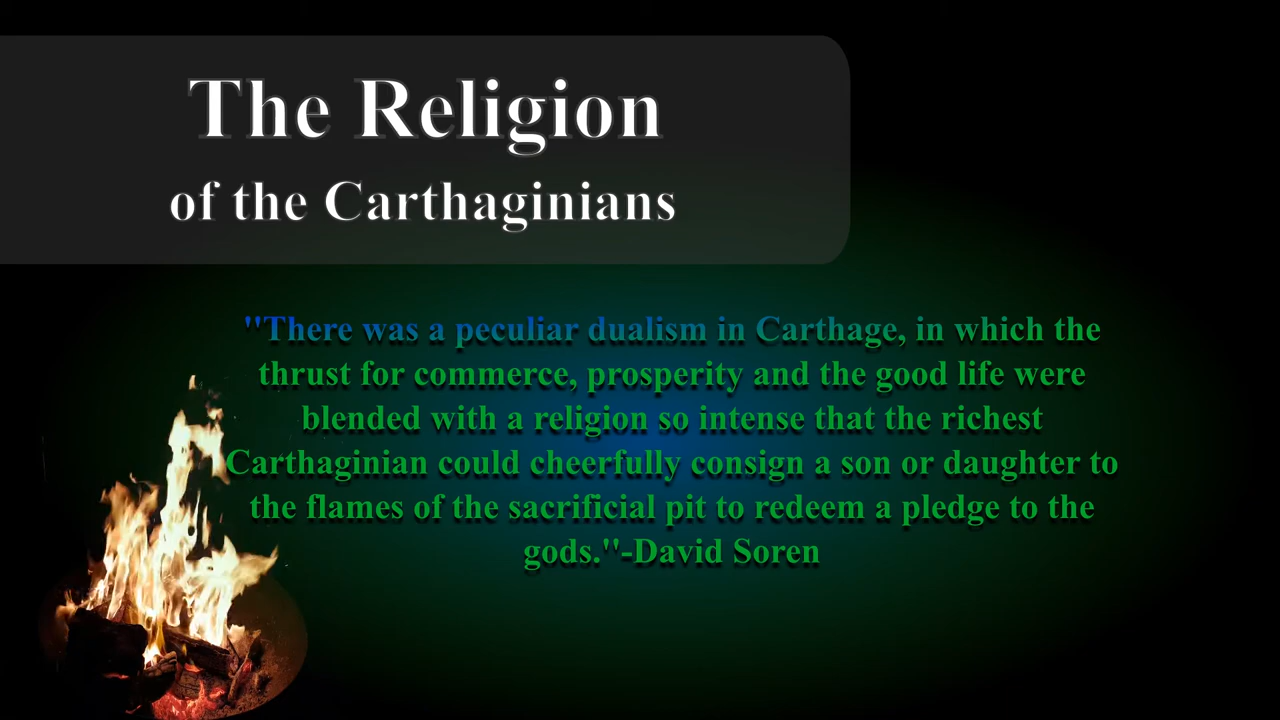 The Religion
of the Carthaginians
"There was a peculiar dualism in Carthage, in which the
thrust for commerce, prosperity and the good life were
blended with a religion so intense that the richest
Carthaginian could cheerfully consign a son or daughter to
the flames of the sacrificial pit to redeem a pledge to the
gods."-David Soren